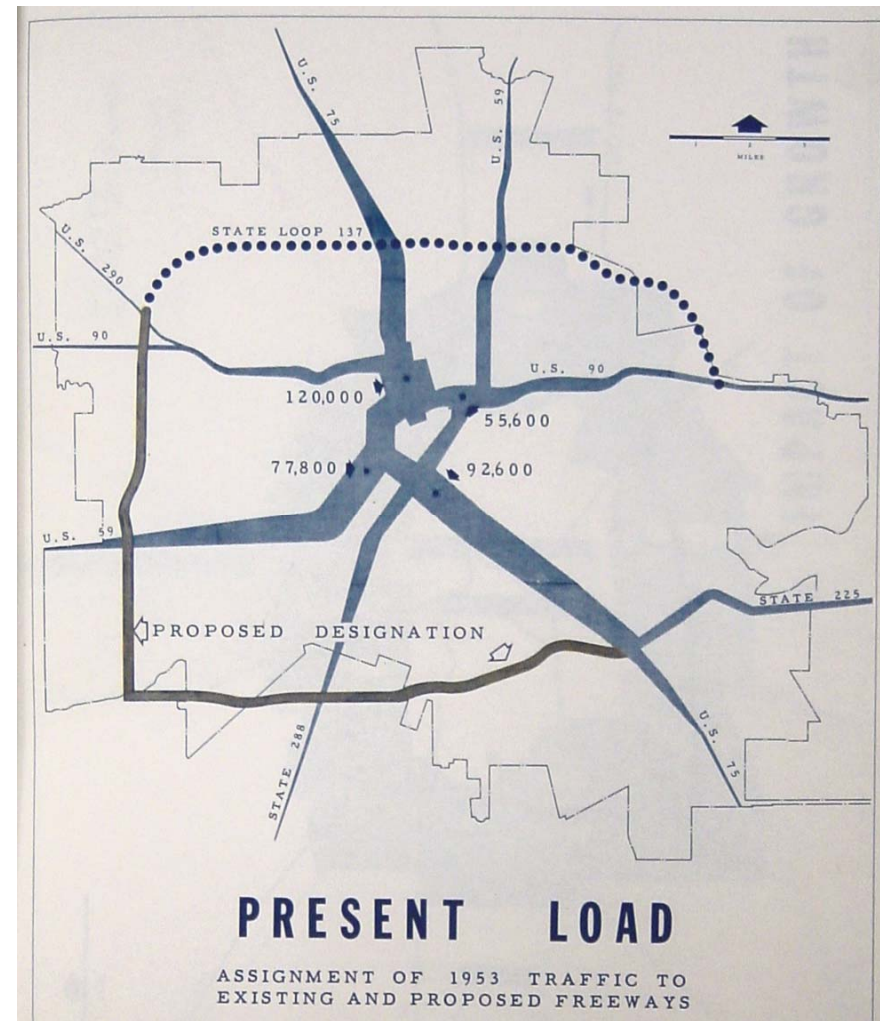 U.S. 75
U.S. 59
MILES
STATE LOOP 137
U.S. 290
U.S. 90
U.S. 90
120,000
55,600
77,800
92,600
U.S. 59
STATE 225
PROPOSED DESIGNATION
STATE 288
U.S. 75
PRESENT LOAD
ASSIGNMENT OF 1953 TRAFFIC TO
EXISTING AND PROPOSED FREEWAYS